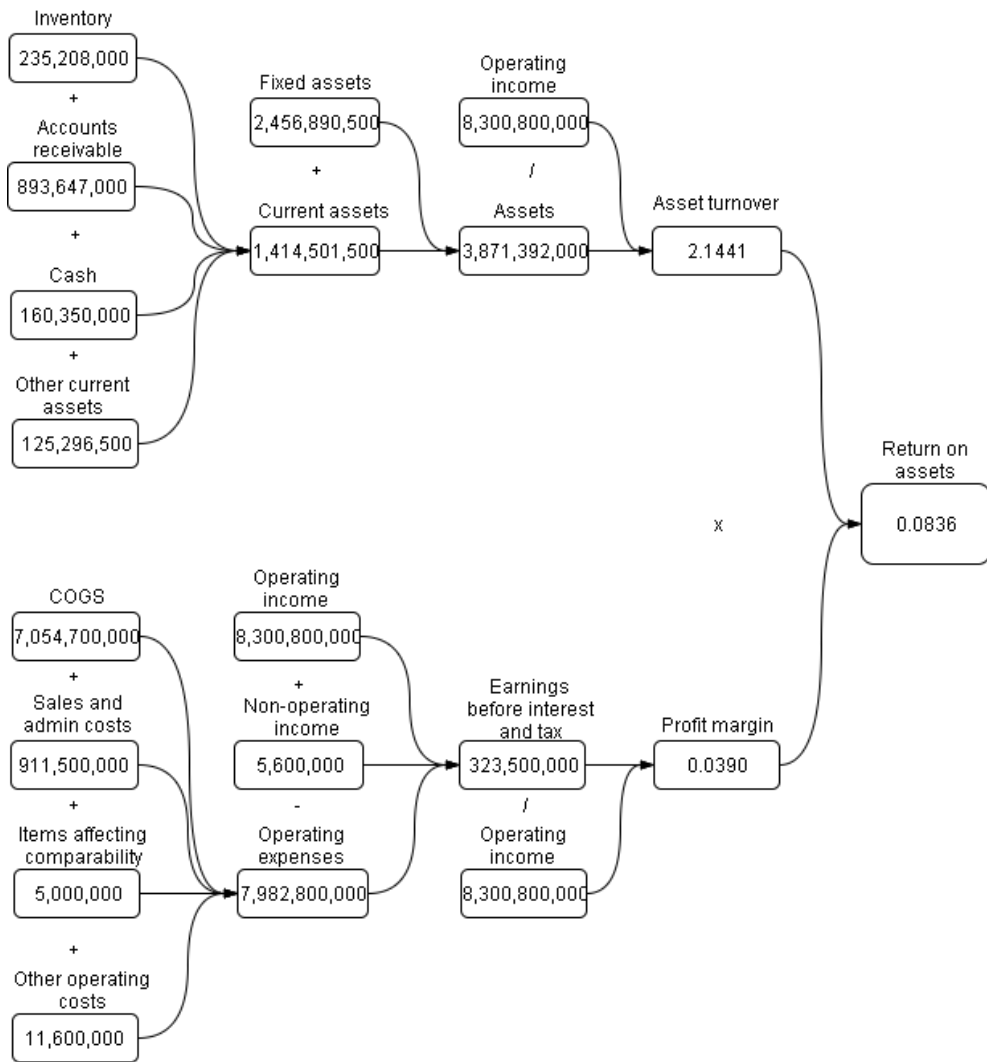 Inventory
235,208,000
+
Accounts
receivable
893,647,000
+
Cash
160,350,000
+
Other current
assets
125,296,500
Fixed assets
2,456,890,500
+
Current assets
1,414,501,500
Operating
income
8,300,800,000
/
Assets
3,871,392,000
Asset turnover
2.1441
Return on
assets
0.0836
x
COGS
7,054,700,000
+
Sales and
admin costs
911,500,000
+
Items affecting
comparability
5,000,000
+
Other operating
costs
11,600,000
Operating
income
8,300,800,000
+
Non-operating
income
5,600,000
-
Operating
expenses
7,982,800,000
Earnings
before interest
and tax
323,500,000
/
Operating
income
8,300,800,000
Profit margin
0.0390